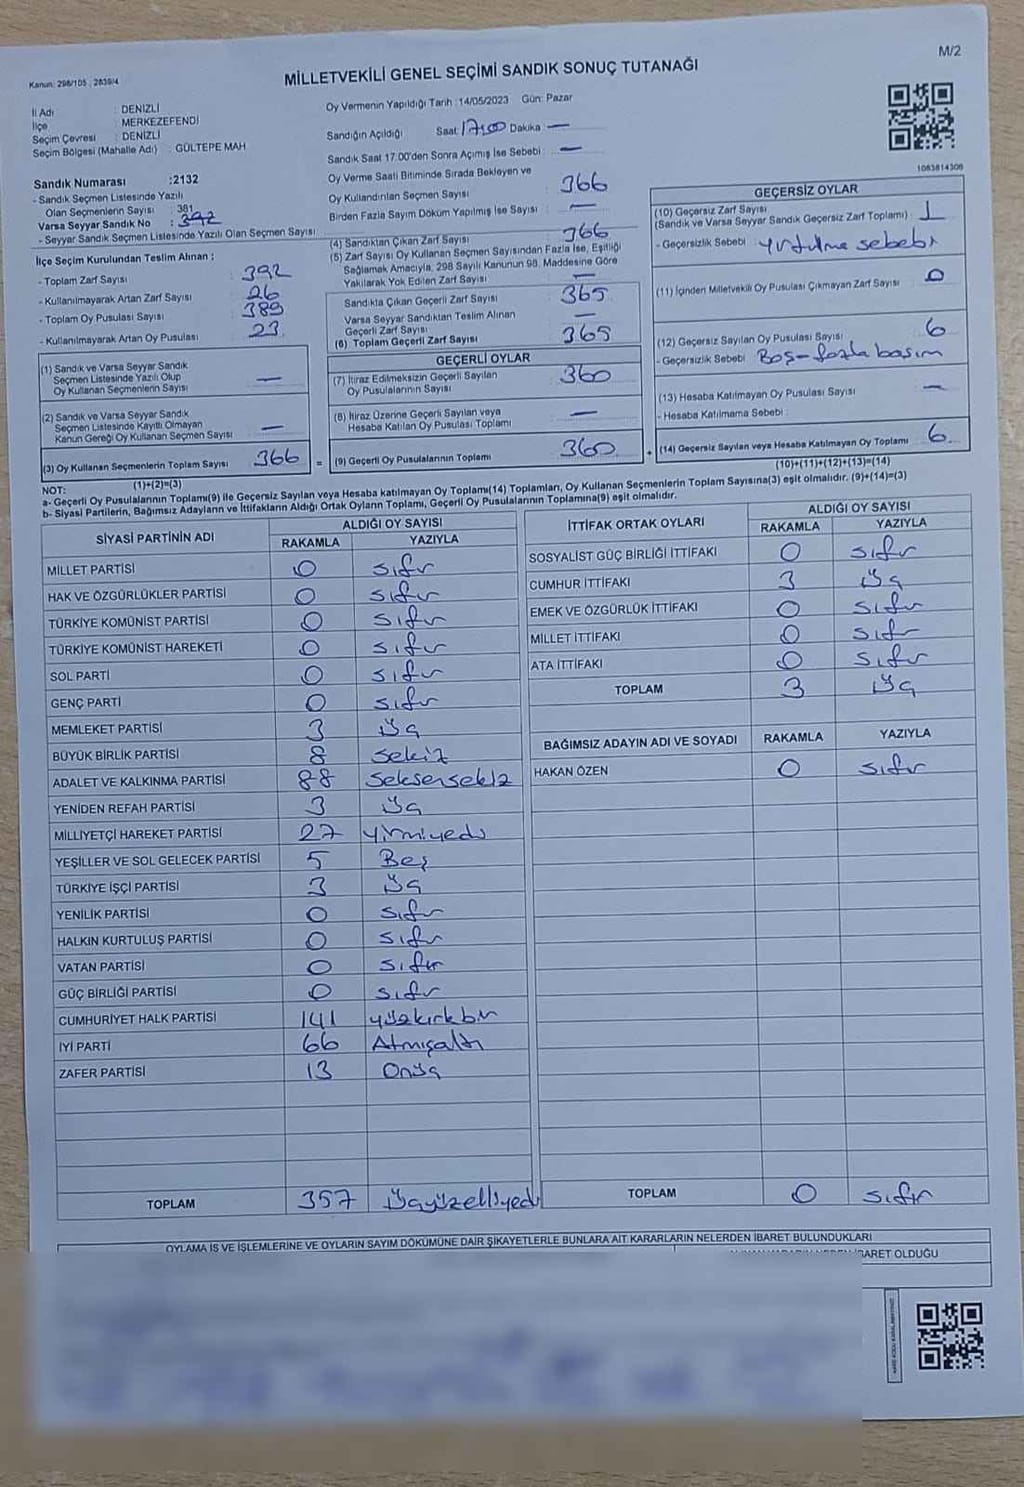 M/2
Kanun: 298/105 ; 2839/4
MİLLETVEKİLİ GENEL SEÇİMİ SANDIK SONUÇ TUTANAĞI
İl Adı : DENİZLİ
İlçe : MERKEZEFENDİ
Seçim Çevresi : DENİZLİ
Seçim Bölgesi (Mahalle Adı) : GÜLTEPE MAH
Oy Vermenin Yapıldığı Tarih : 14/05/2023 Gün: Pazar
Sandığın Açıldığı Saat 17:00 Dakika : —
Sandık Saat 17:00'den Sonra Açımış İse Sebebi : —
1083814306
Sandık Numarası :2132
- Sandık Seçmen Listesinde Yazılı
Olan Seçmenlerin Sayısı : 381
Varsa Seyyar Sandık No : 392
- Seyyar Sandık Seçmen Listesinde Yazılı Olan Seçmen Sayısı
Oy Verme Saati Bitiminde Sırada Bekleyen ve
Oy Kullandırılan Seçmen Sayısı : 366
Birden Fazla Sayım Döküm Yapılmış İse Sayısı : —
İlçe Seçim Kurulundan Teslim Alınan :
- Toplam Zarf Sayısı : 392
- Kullanılmayarak Artan Zarf Sayısı : 26
- Toplam Oy Pusulası Sayısı : 389
- Kullanılmayarak Artan Oy Pusulası : 23
(4) Sandıktan Çıkan Zarf Sayısı 366
(5) Zarf Sayısı Oy Kullanan Seçmen Sayısından Fazla İse, Eşitliği
Sağlamak Amacıyla, 298 Sayılı Kanunun 98. Maddesine Göre
Yakılarak Yok Edilen Zarf Sayısı : —
Sandıkta Çıkan Geçerli Zarf Sayısı 365
Varsa Seyyar Sandıktan Teslim Alınan
Geçerli Zarf Sayısı —
(6) Toplam Geçerli Zarf Sayısı 365
GEÇERSİZ OYLAR
(10) Geçersiz Zarf Sayısı
(Sandık ve Varsa Seyyar Sandık Geçersiz Zarf Toplamı) : 1
- Geçersizlik Sebebi : yırtılma sebebi
(11) İçinden Milletvekili Oy Pusulası Çıkmayan Zarf Sayısı : 0
(12) Geçersiz Sayılan Oy Pusulası Sayısı : 6
- Geçersizlik Sebebi : Boş-fazla basım
(13) Hesaba Katılmayan Oy Pusulası Sayısı : —
- Hesaba Katılmama Sebebi :
(14) Geçersiz Sayılan veya Hesaba Katılmayan Oy Toplamı 6
(10)+(11)+(12)+(13)=(14)
(1) Sandık ve Varsa Seyyar Sandık
Seçmen Listesinde Yazılı Olup
Oy Kullanan Seçmen Sayısı —
(2) Sandık ve Varsa Seyyar Sandık
Seçmen Listesinde Kayıtlı Olmayan
Kanun Gereği Oy Kullanan Seçmen Sayısı —
(3) Oy Kullanan Seçmenlerin Toplam Sayısı 366 =
(1)+(2)=(3)
GEÇERLİ OYLAR
(7) İtiraz Edilmeksizin Geçerli Sayılan
Oy Pusulalarının Sayısı 360
(8) İtiraz Üzerine Geçerli Sayılan veya
Hesaba Katılan Oy Pusulası Toplamı —
(9) Geçerli Oy Pusulalarının Toplamı 360 +
NOT:
a- Geçerli Oy Pusulalarının Toplamı(9) ile Geçersiz Sayılan veya Hesaba katılmayan Oy Toplamı(14) Toplamları, Oy Kullanan Seçmenlerin Toplam Sayısına(3) eşit olmalıdır. (9)+(14)=(3)
b- Siyasi Partilerin, Bağımsız Adayların ve İttifakların Aldığı Ortak Oyların Toplamı, Geçerli Oy Pusulalarının Toplamına(9) eşit olmalıdır.
SİYASİ PARTİNİN ADI ALDIĞI OY SAYISI
RAKAMLA YAZIYLA
MİLLET PARTİSİ 0 sıfır
HAK VE ÖZGÜRLÜKLER PARTİSİ 0 sıfır
TÜRKİYE KOMÜNİST PARTİSİ 0 sıfır
TÜRKİYE KOMÜNİST HAREKETİ 0 sıfır
SOL PARTİ 0 sıfır
GENÇ PARTİ 0 sıfır
MEMLEKET PARTİSİ 3 üç
BÜYÜK BİRLİK PARTİSİ 8 sekiz
ADALET VE KALKINMA PARTİSİ 88 seksensekiz
YENİDEN REFAH PARTİSİ 3 üç
MİLLİYETÇİ HAREKET PARTİSİ 27 yirmiyedi
YEŞİLLER VE SOL GELECEK PARTİSİ 5 Beş
TÜRKİYE İŞÇİ PARTİSİ 3 üç
YENİLİK PARTİSİ 0 sıfır
HALKIN KURTULUŞ PARTİSİ 0 sıfır
VATAN PARTİSİ 0 sıfır
GÜÇ BİRLİĞİ PARTİSİ 0 sıfır
CUMHURİYET HALK PARTİSİ 141 yüzkırkbir
İYİ PARTİ 66 Atmışaltı
ZAFER PARTİSİ 13 Onüç
TOPLAM 357 Üçyüzelliyedi
İTTİFAK ORTAK OYLARI ALDIĞI OY SAYISI
RAKAMLA YAZIYLA
SOSYALİST GÜÇ BİRLİĞİ İTTİFAKI 0 sıfır
CUMHUR İTTİFAKI 3 üç
EMEK VE ÖZGÜRLÜK İTTİFAKI 0 sıfır
MİLLET İTTİFAKI 0 sıfır
ATA İTTİFAKI 0 sıfır
TOPLAM 3 üç
BAĞIMSIZ ADAYIN ADI VE SOYADI RAKAMLA YAZIYLA
HAKAN ÖZEN 0 sıfır
TOPLAM 0 sıfır
OYLAMA İŞ VE İŞLEMLERİNE VE OYLARIN SAYIM DÖKÜMÜNE DAİR ŞİKAYETLERLE BUNLARA AİT KARARLARIN NELERDEN İBARET BULUNDUKLARI
İBARET OLDUĞU